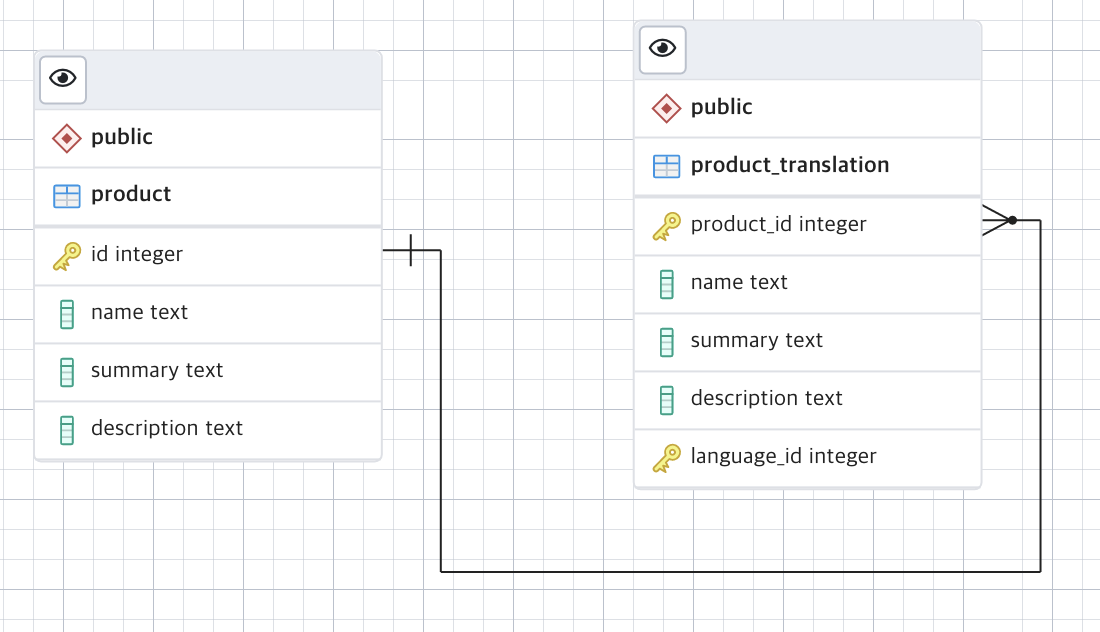 public
product
id integer
name text
summary text
description text
public
product_translation
product_id integer
name text
summary text
description text
language_id integer